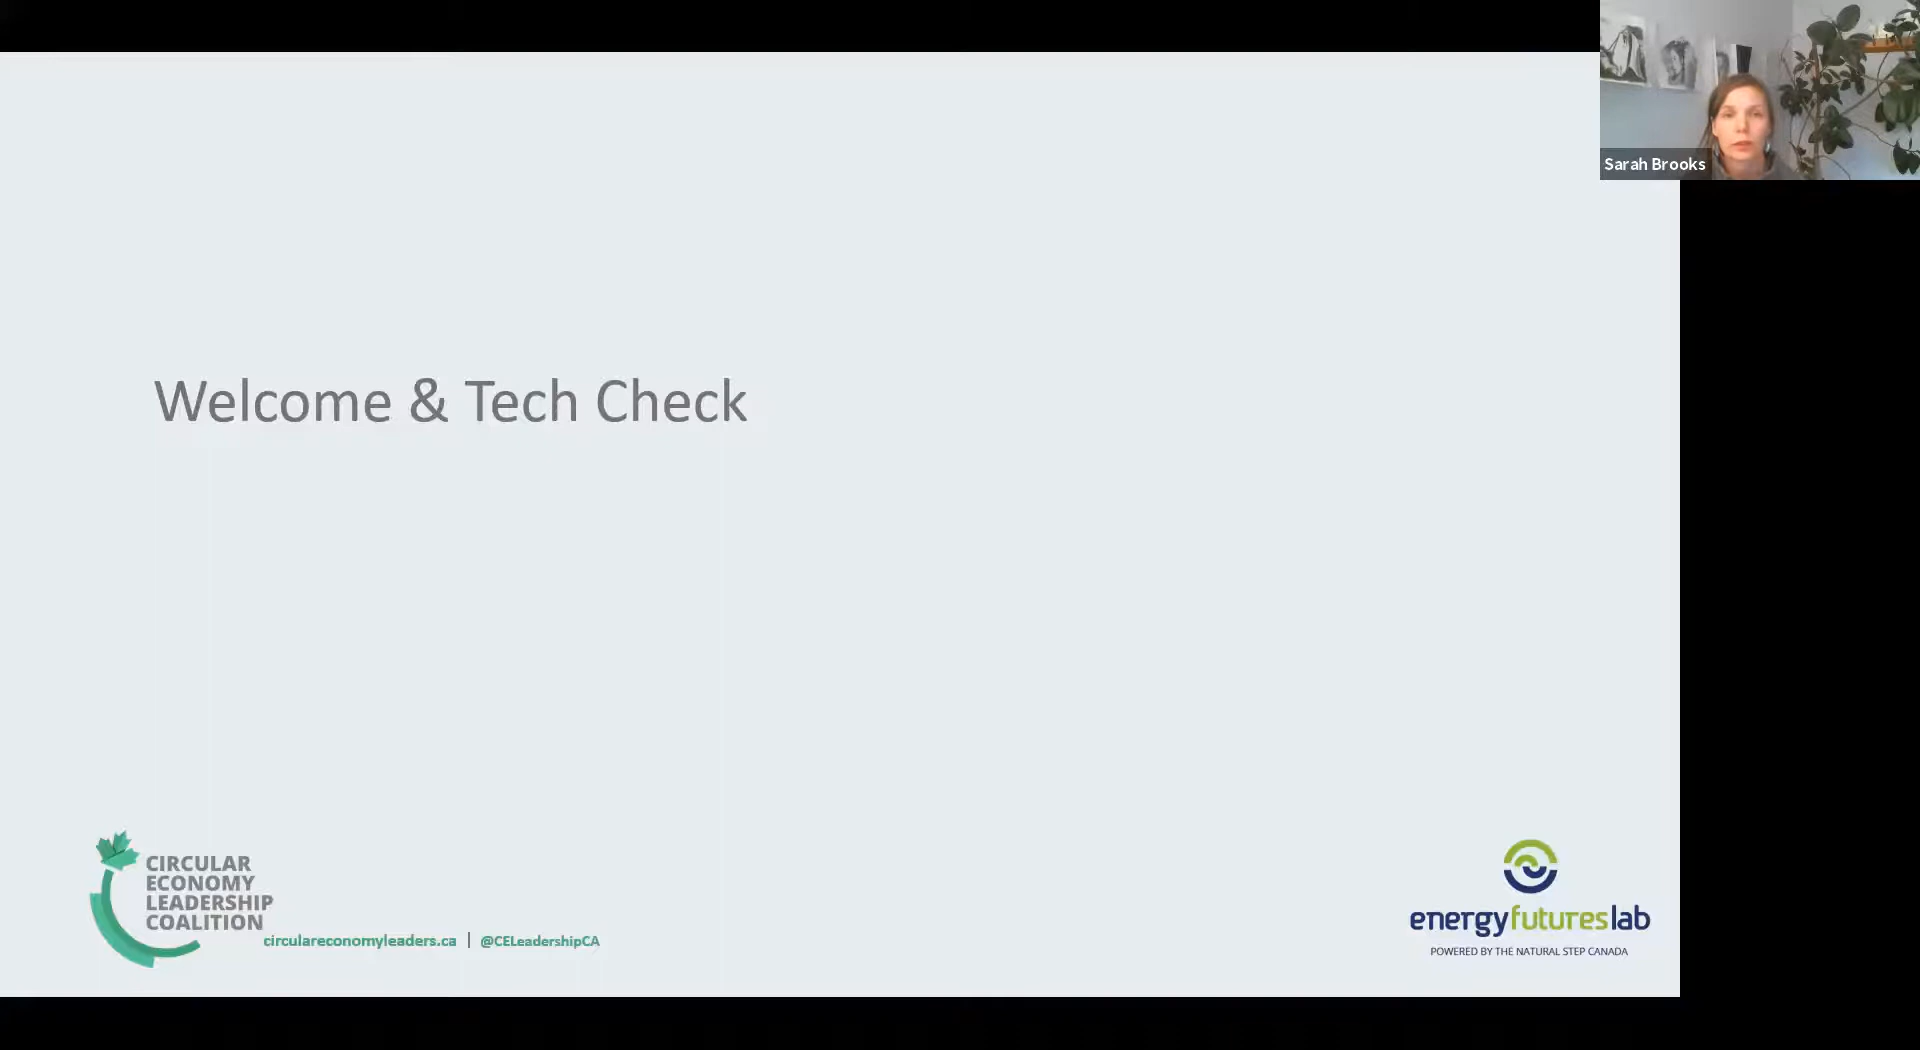 Sarah Brooks
Welcome & Tech Check
CIRCULAR
ECONOMY
LEADERSHIP
COALITION
circulareconomyleaders.ca | @CELeadershipCA
energyfutureslab
POWERED BY THE NATURAL STEP CANADA